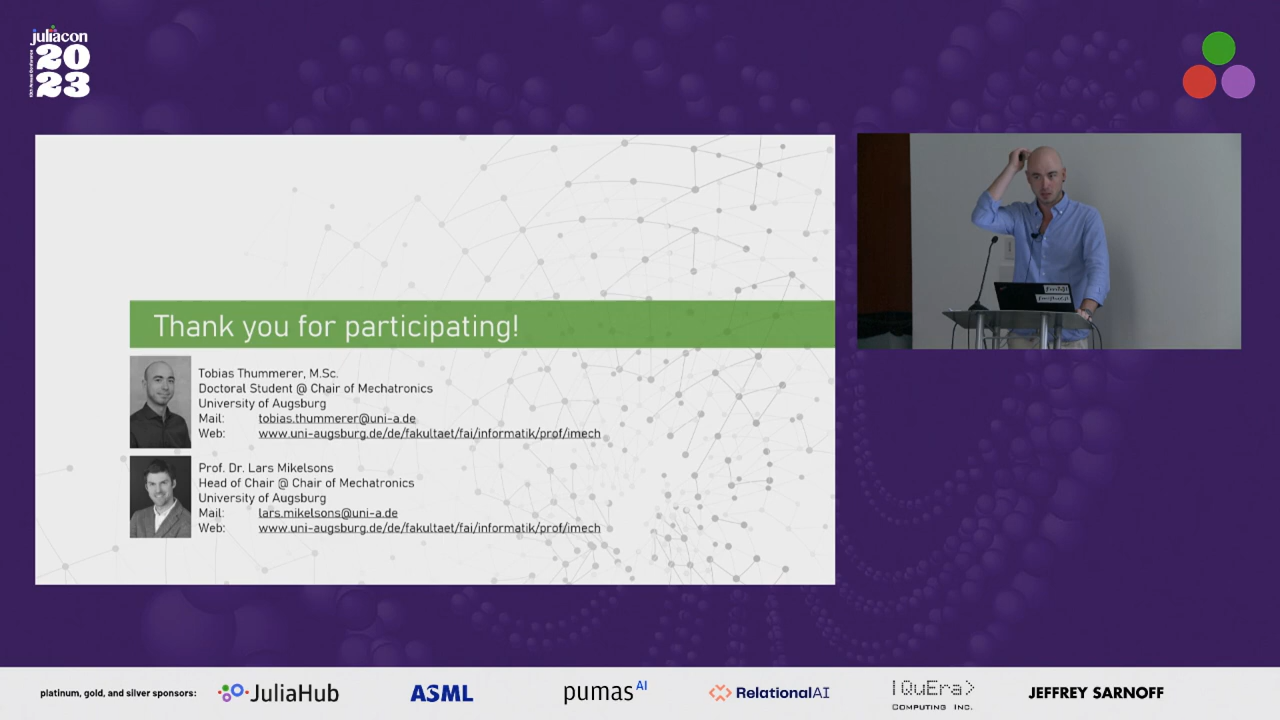 juliacon
20
23
Thank you for participating!
Tobias Thummerer, M.Sc.
Doctoral Student @ Chair of Mechatronics
University of Augsburg
Mail: tobias.thummerer@uni-a.de
Web: www.uni-augsburg.de/de/fakultaet/fai/informatik/prof/imech
Prof. Dr. Lars Mikelsons
Head of Chair @ Chair of Mechatronics
University of Augsburg
Mail: lars.mikelsons@uni-a.de
Web: www.uni-augsburg.de/de/fakultaet/fai/informatik/prof/imech
platinum, gold, and silver sponsors:
JuliaHub
ASML
pumas AI
RelationalAI
|QuEra>
COMPUTING INC.
JEFFREY SARNOFF